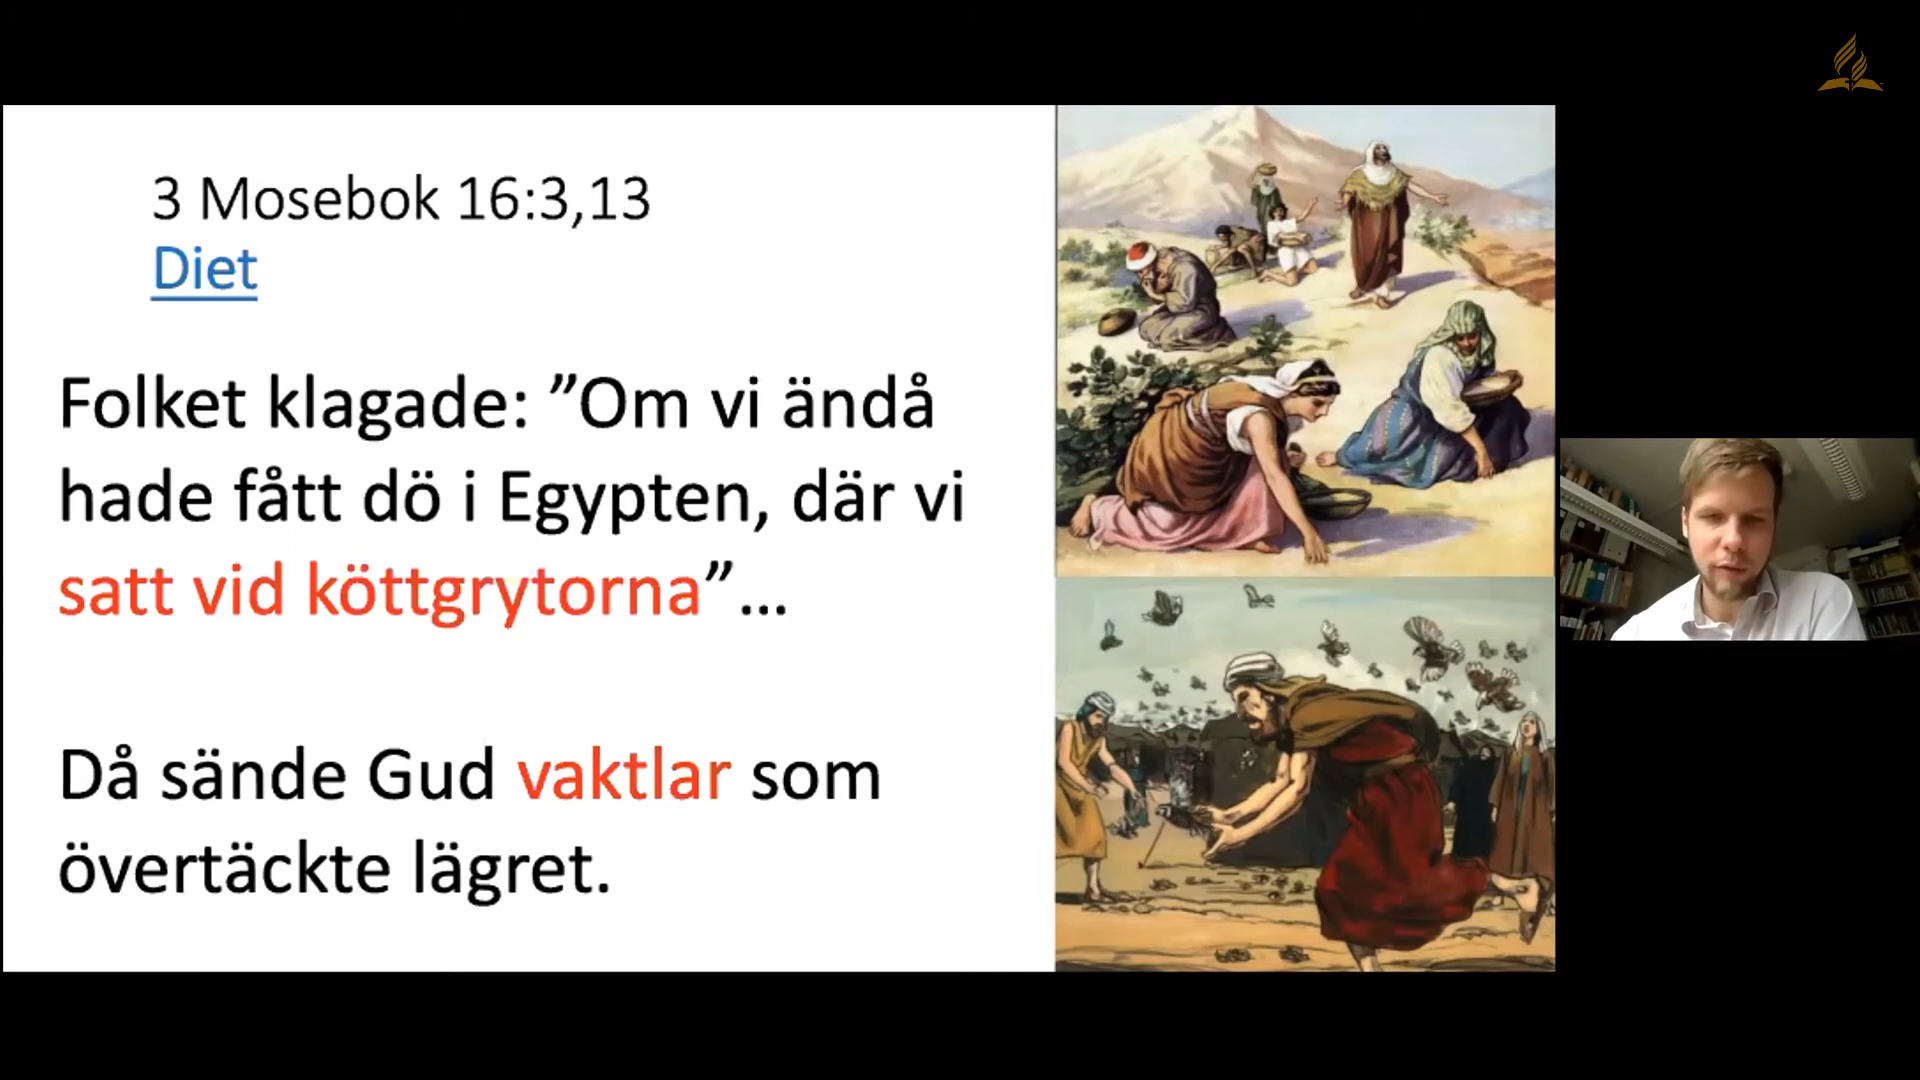 3 Mosebok 16:3,13
Diet
Folket klagade: ”Om vi ändå
hade fått dö i Egypten, där vi
satt vid köttgrytorna”...
Då sände Gud vaktlar som
övertäckte lägret.